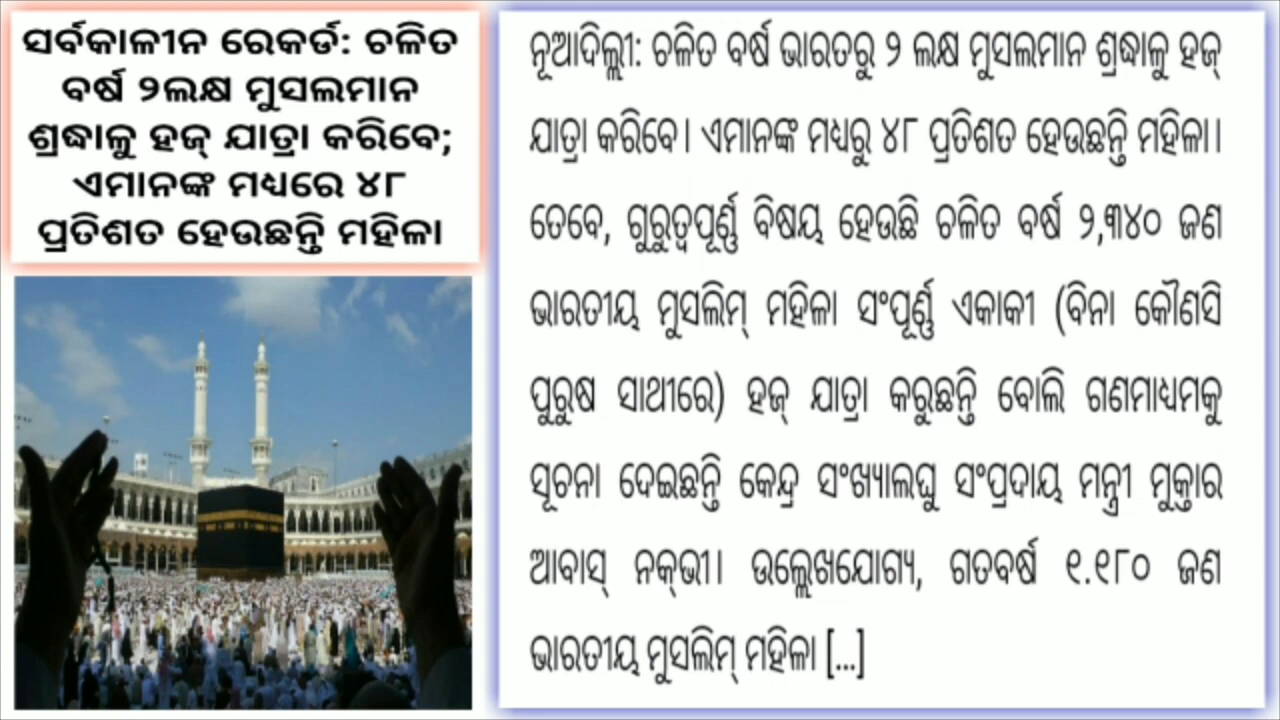 ସର୍ବକାଳୀନ ରେକର୍ଡ: ଚଳିତ
ବର୍ଷ ୨ଲକ୍ଷ ମୁସଲମାନ
ଶ୍ରଦ୍ଧାଳୁ ହଜ୍ ଯାତ୍ରା କରିବେ;
ଏମାନଙ୍କ ମଧ୍ୟରେ ୪୮
ପ୍ରତିଶତ ହେଉଛନ୍ତି ମହିଳା
ନୂଆଦିଲ୍ଲୀ: ଚଳିତ ବର୍ଷ ଭାରତରୁ ୨ ଲକ୍ଷ ମୁସଲମାନ ଶ୍ରଦ୍ଧାଳୁ ହଜ୍
ଯାତ୍ରା କରିବେ। ଏମାନଙ୍କ ମଧ୍ୟରୁ ୪୮ ପ୍ରତିଶତ ହେଉଛନ୍ତି ମହିଳା।
ତେବେ, ଗୁରୁତ୍ୱପୂର୍ଣ୍ଣ ବିଷୟ ହେଉଛି ଚଳିତ ବର୍ଷ ୨,୩୪୦ ଜଣ
ଭାରତୀୟ ମୁସଲିମ୍ ମହିଳା ସଂପୂର୍ଣ୍ଣ ଏକାକୀ (ବିନା କୌଣସି
ପୁରୁଷ ସାଥୀରେ) ହଜ୍ ଯାତ୍ରା କରୁଛନ୍ତି ବୋଲି ଗଣମାଧ୍ୟମକୁ
ସୂଚନା ଦେଇଛନ୍ତି କେନ୍ଦ୍ର ସଂଖ୍ୟାଲଘୁ ସଂପ୍ରଦାୟ ମନ୍ତ୍ରୀ ମୁକ୍ତାର
ଆବାସ୍ ନକ୍‌ଭୀ। ଉଲ୍ଲେଖଯୋଗ୍ୟ, ଗତବର୍ଷ ୧.୧୮୦ ଜଣ
ଭାରତୀୟ ମୁସଲିମ୍ ମହିଳା [...]